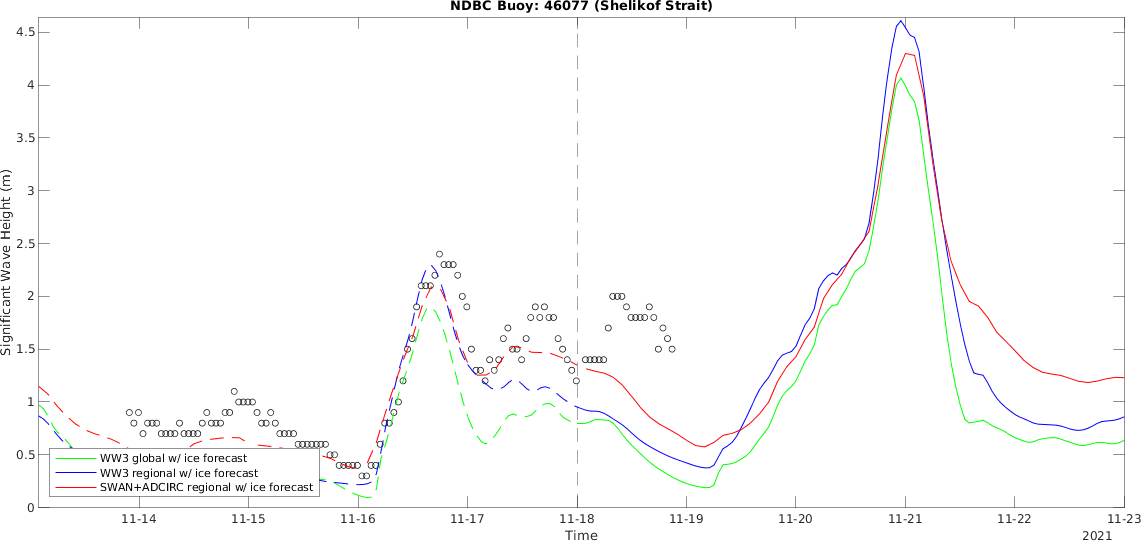 NDBC Buoy: 46077 (Shelikof Strait)
4.5
4
3.5
3
2.5
2
1.5
1
0.5
0
Significant Wave Height (m)
WW3 global w/ ice forecast
WW3 regional w/ ice forecast
SWAN+ADCIRC regional w/ ice forecast
11-14 11-15 11-16 11-17 11-18 11-19 11-20 11-21 11-22 11-23
Time
2021